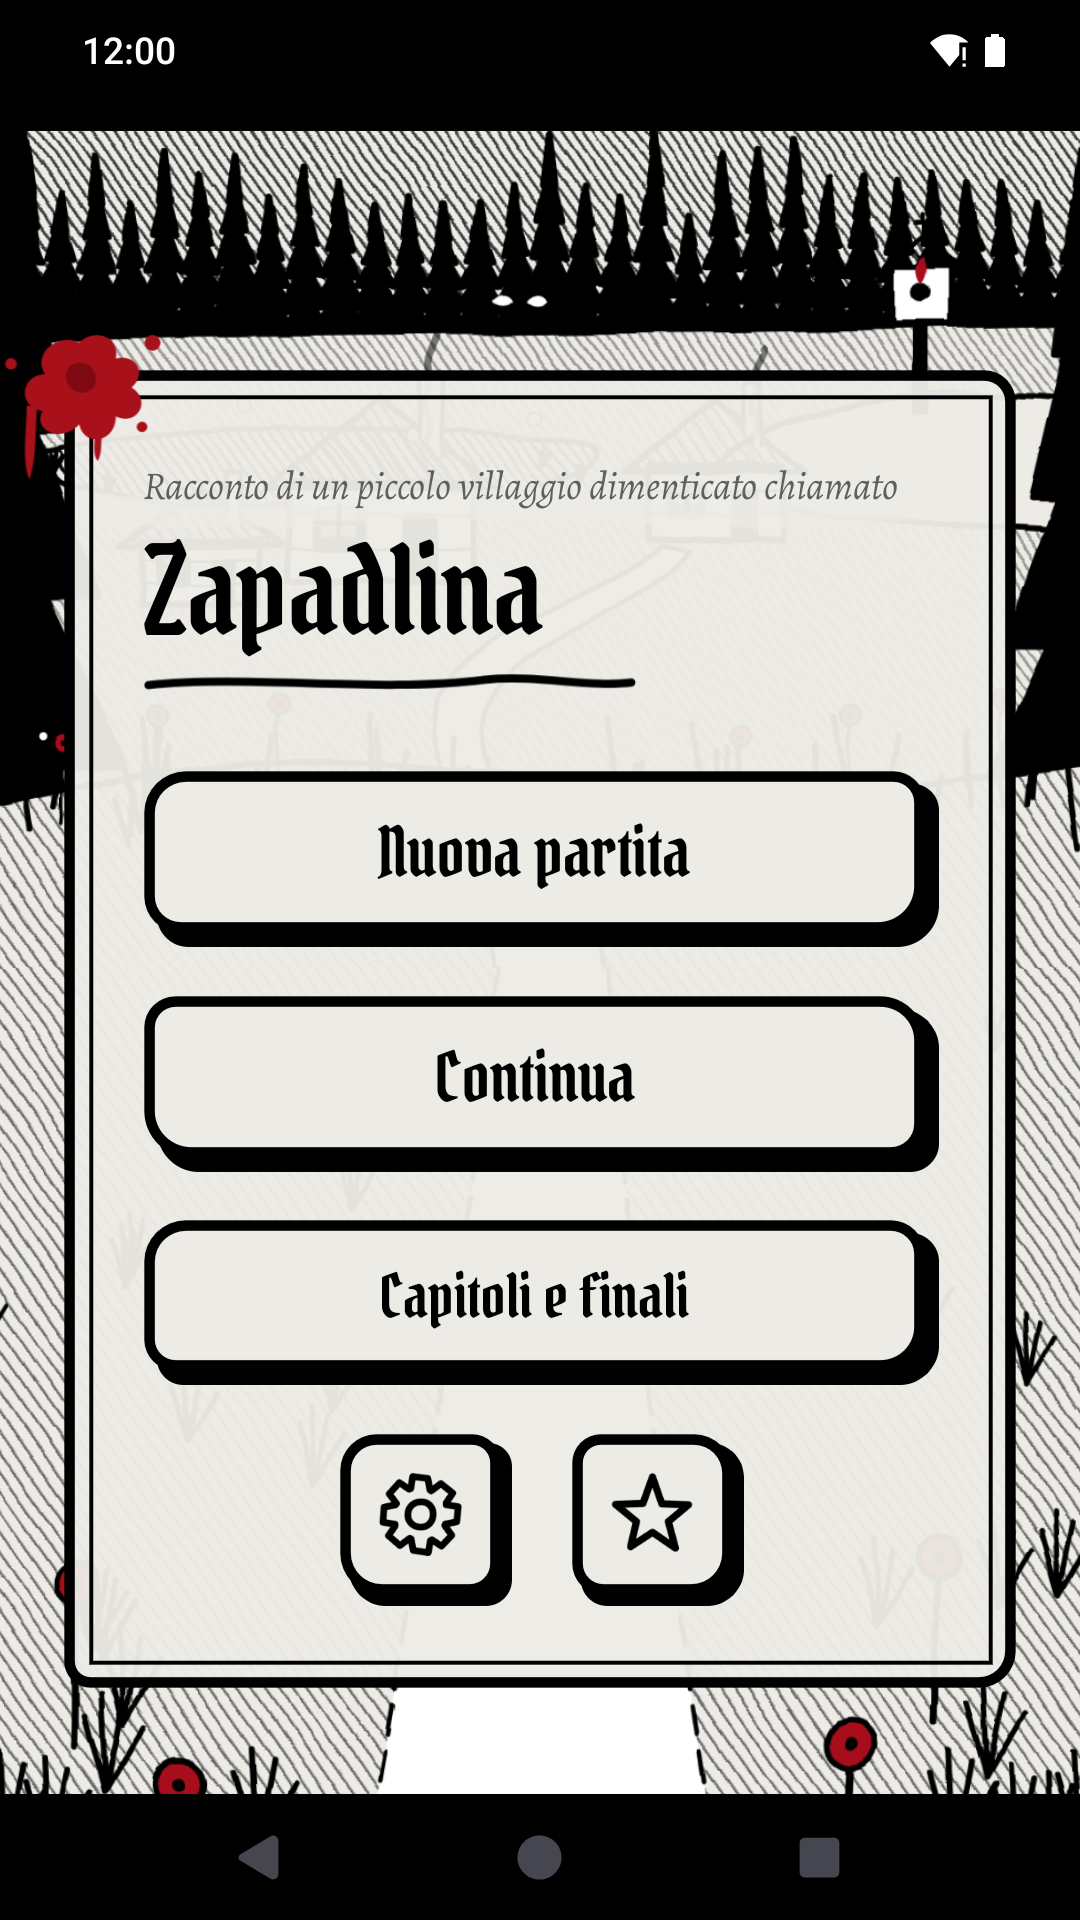 12:00
Racconto di un piccolo villaggio dimenticato chiamato
Zapadlina
Nuova partita
Continua
Capitoli e finali